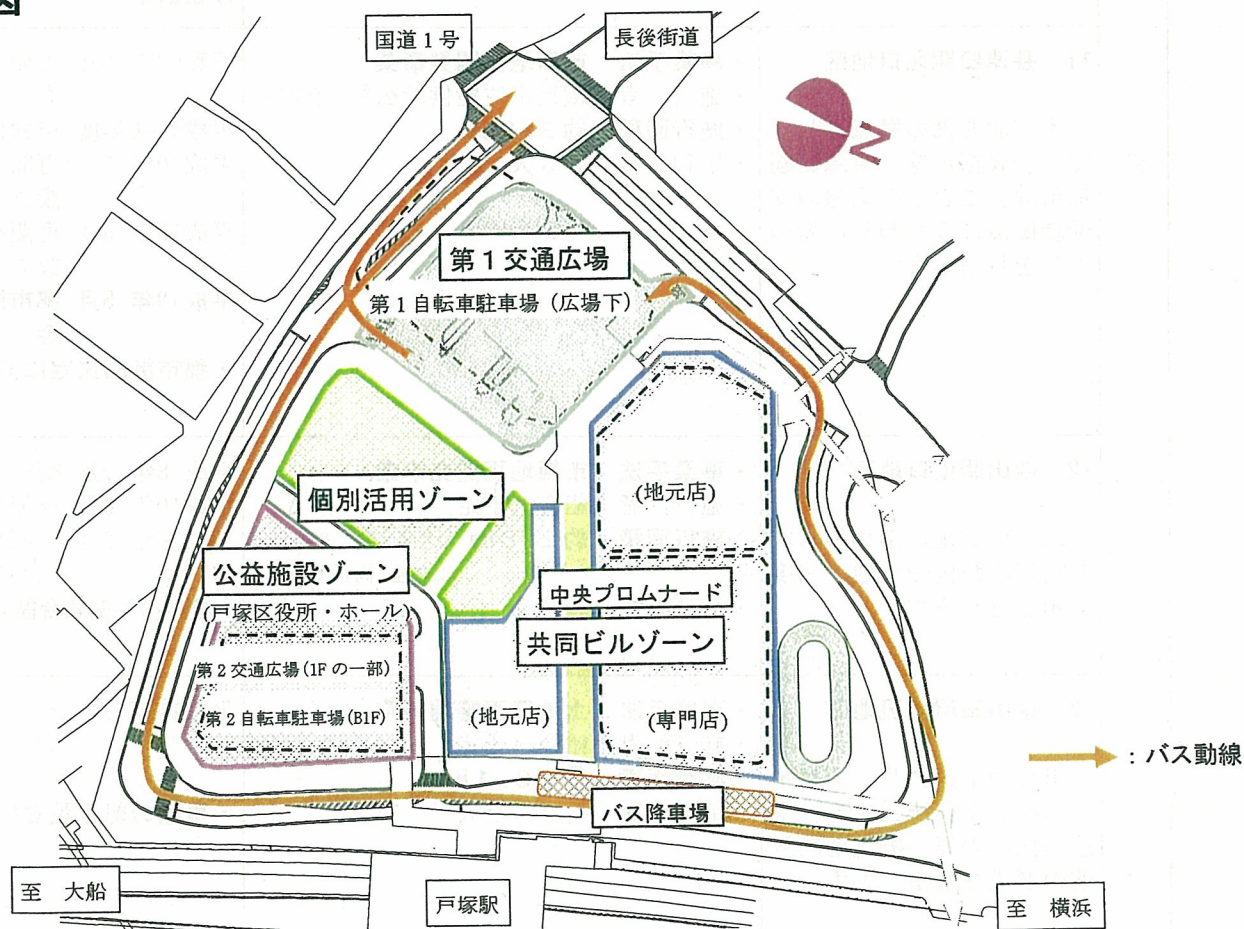 図
国道1号
長後街道
N
第1交通広場
第1自転車駐車場(広場下)
(地元店)
個別活用ゾーン
公益施設ゾーン
(戸塚区役所・ホール)
中央プロムナード
共同ビルゾーン
第2交通広場(1Fの一部)
第2自転車駐車場(B1F)
(地元店)
(専門店)
:バス動線
バス降車場
至 大船
戸塚駅
至 横浜